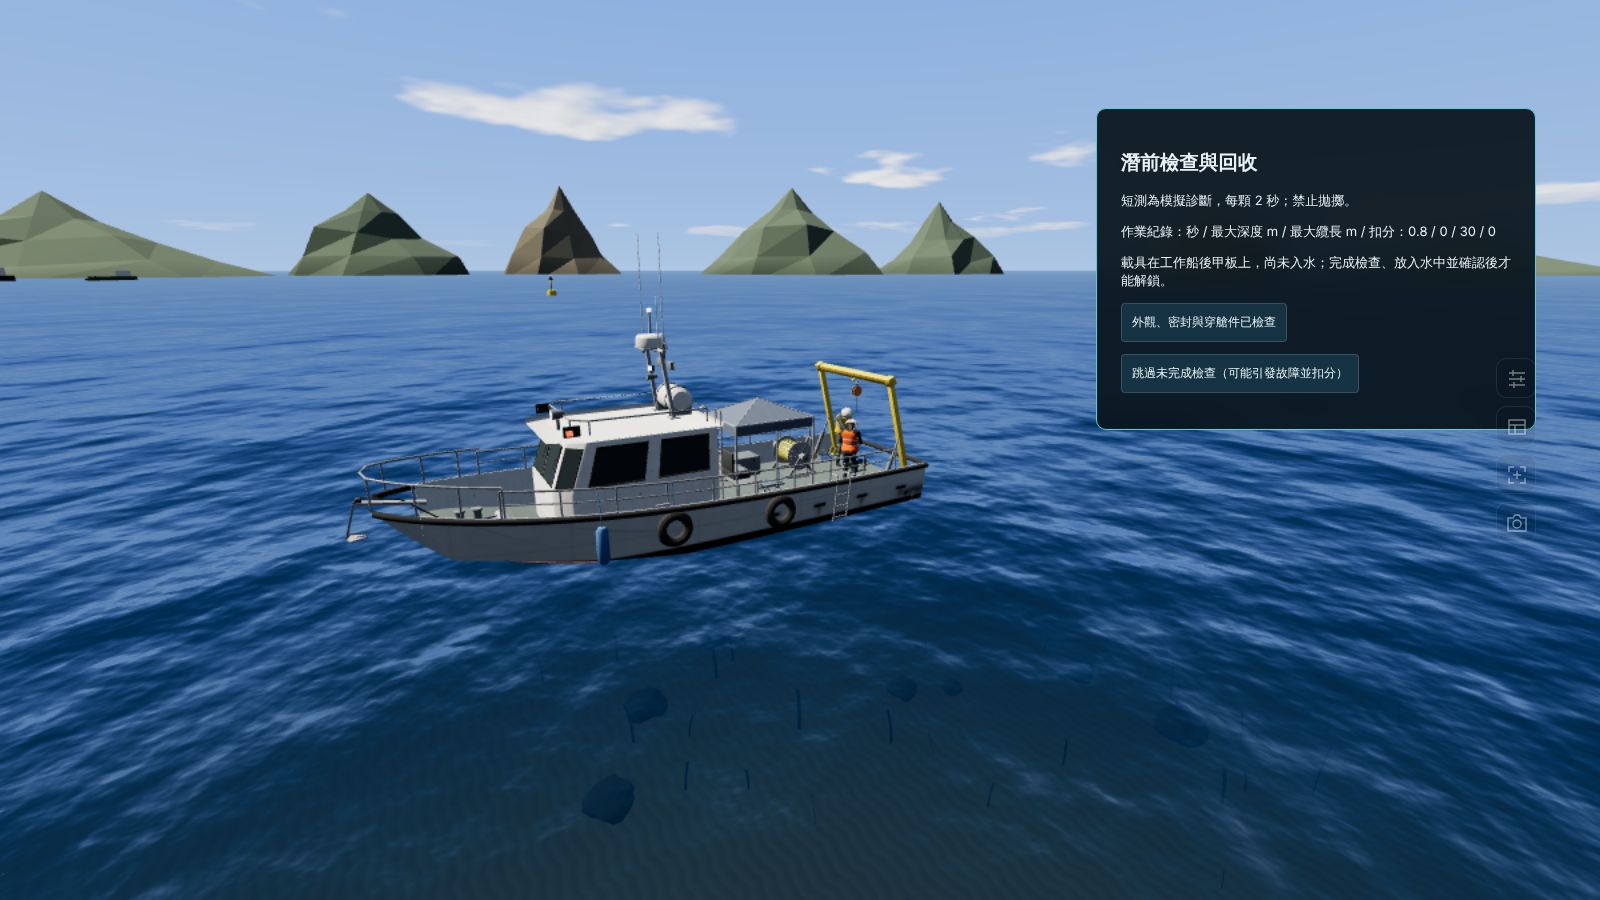 潛前檢查與回收
短測為模擬診斷，每顆 2 秒；禁止拋擲。
作業紀錄：秒 / 最大深度 m / 最大纜長 m / 扣分：0.8 / 0 / 30 / 0
載具在工作船後甲板上，尚未入水；完成檢查、放入水中並確認後才
能解鎖。
外觀、密封與穿艙件已檢查
跳過未完成檢查（可能引發故障並扣分）